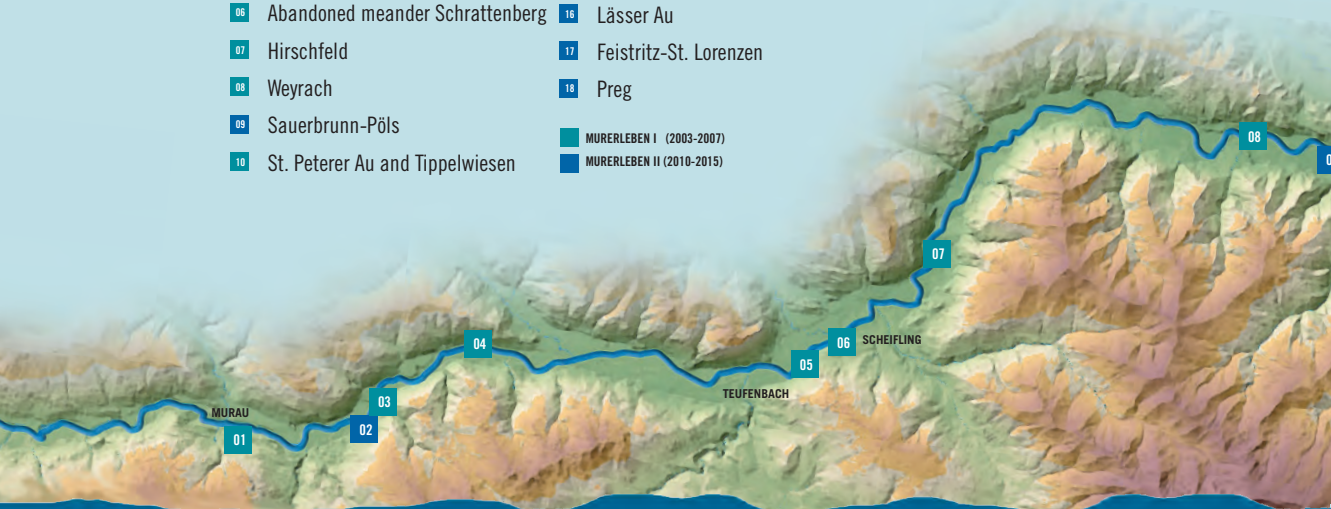 06 Abandoned meander Schrattenberg
07 Hirschfeld
08 Weyrach
09 Sauerbrunn-Pöls
10 St. Peterer Au and Tippelwiesen
16 Lässer Au
17 Feistritz-St. Lorenzen
18 Preg
MURERLEBEN I (2003-2007)
MURERLEBEN II (2010-2015)
08
07
06 SCHEIFLING
04
05
TEUFENBACH
03
MURAU
02
01